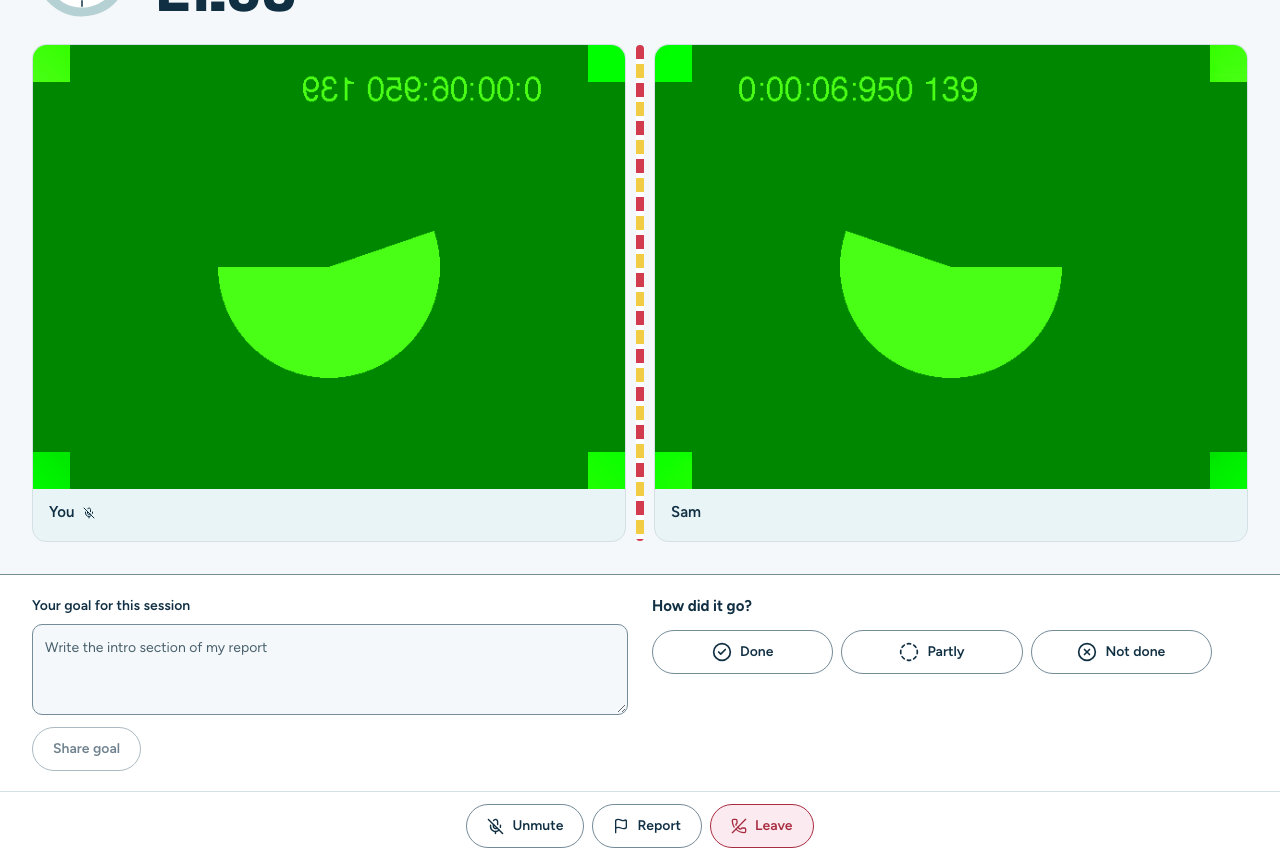 0:00:06:950 139
0:00:06:950 139
You
Sam
Your goal for this session
Write the intro section of my report
Share goal
How did it go?
Done
Partly
Not done
Unmute
Report
Leave